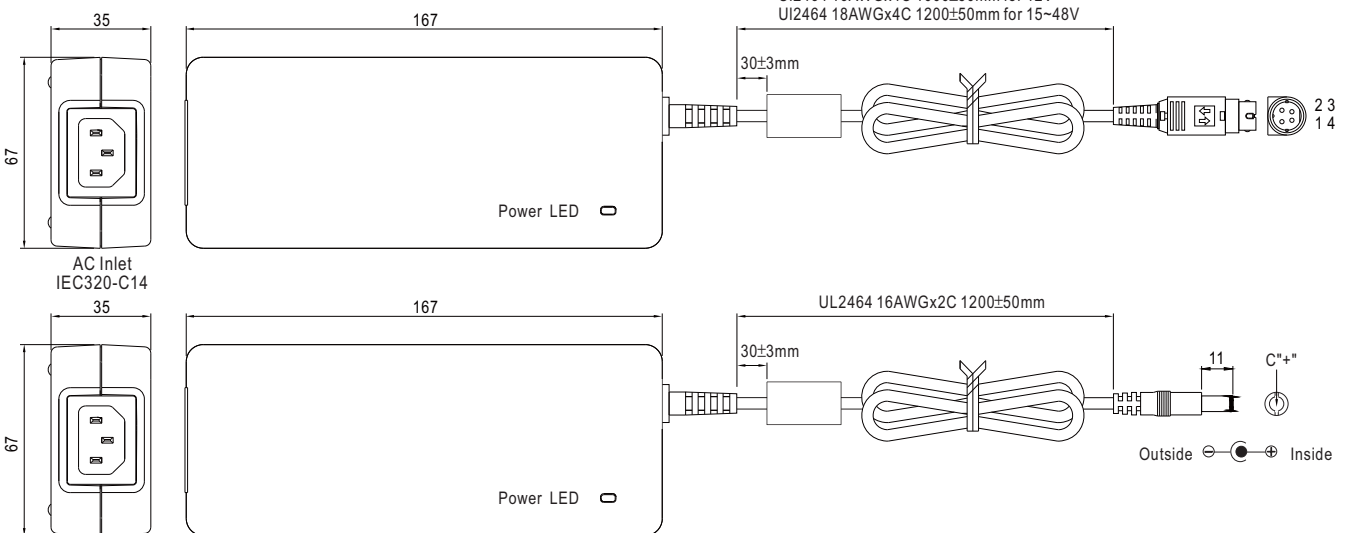 35
167
UI2464 18AWGx4C 1200±50mm for 15~48V
30±3mm
2 3
1 4
67
Power LED
AC Inlet
IEC320-C14
35
167
UL2464 16AWGx2C 1200±50mm
30±3mm
11
C"+"
67
Outside
Inside
Power LED